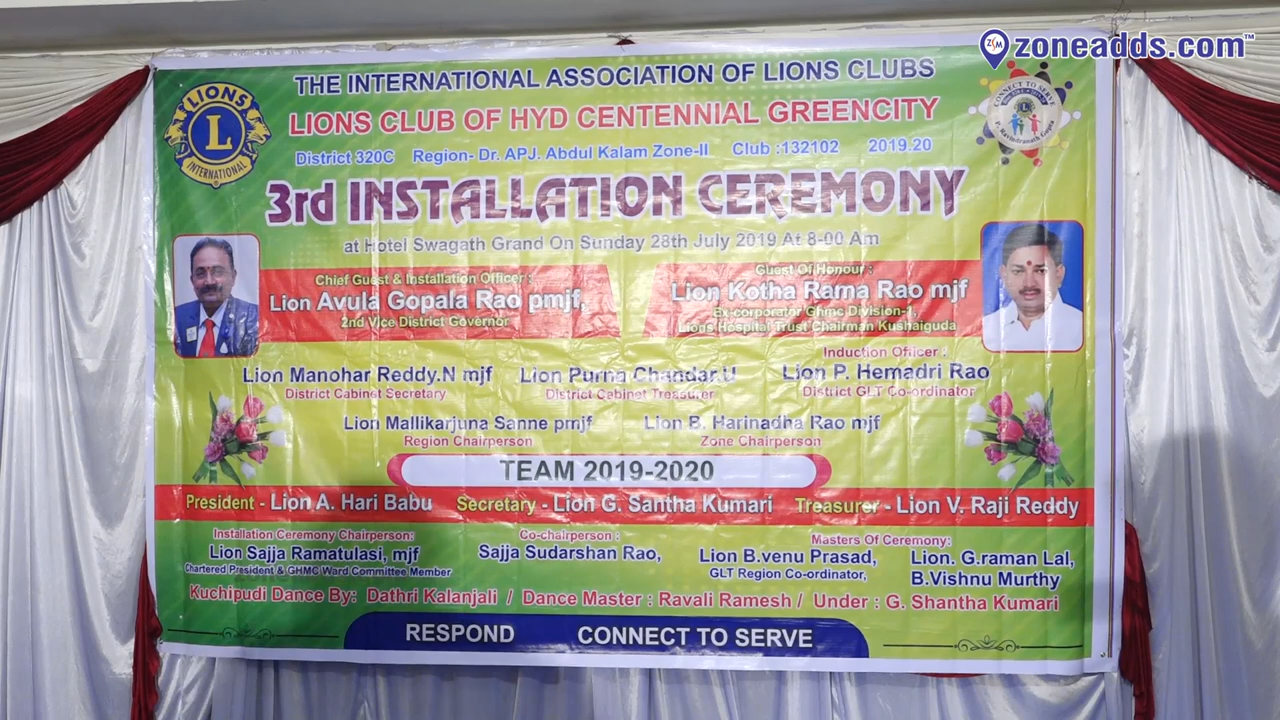 zoneadds.com™
THE INTERNATIONAL ASSOCIATION OF LIONS CLUBS
LIONS CLUB OF HYD CENTENNIAL GREENCITY
District 320C Region- Dr. APJ. Abdul Kalam Zone-II Club :132102 2019.20
LIONS
L
INTERNATIONAL
CONNECT TO SERVE
P. Ravindranath Gupta
3rd INSTALLATION CEREMONY
at Hotel Swagath Grand On Sunday 28th July 2019 At 8-00 Am
Chief Guest & Installation Officer :
Lion Avula Gopala Rao pmjf,
2nd Vice District Governor
Guest Of Honour :
Lion Kotha Rama Rao mjf
Ex-corporator Ghmc Division-1,
Lions Hospital Trust Chairman Kushaiguda
Induction Officer :
Lion Manohar Reddy.N mjf Lion Purna Chandar.U Lion P. Hemadri Rao
District Cabinet Secretary District Cabinet Treasurer District GLT Co-ordinator
Lion Mallikarjuna Sanne pmjf Lion B. Harinadha Rao mjf
Region Chairperson Zone Chairperson
TEAM 2019-2020
President - Lion A. Hari Babu Secretary - Lion G. Santha Kumari Treasurer - Lion V. Raji Reddy
Installation Ceremony Chairperson: Co-chairperson : Masters Of Ceremony:
Lion Sajja Ramatulasi, mjf Sajja Sudarshan Rao, Lion B.venu Prasad, Lion. G.raman Lal,
Chartered President & GHMC Ward Committee Member GLT Region Co-ordinator, B.Vishnu Murthy
Kuchipudi Dance By: Dathri Kalanjali / Dance Master : Ravali Ramesh / Under : G. Shantha Kumari
RESPOND CONNECT TO SERVE